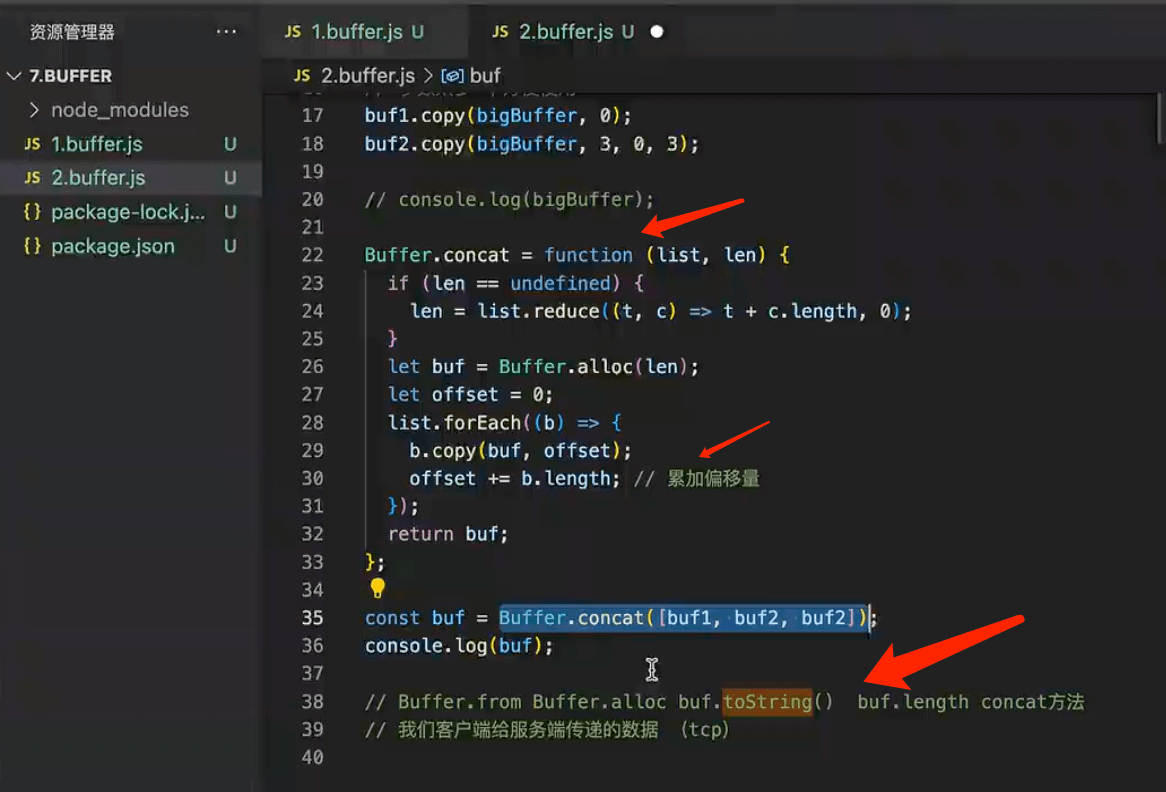 资源管理器 ···
JS 1.buffer.js U
JS 2.buffer.js U
7.BUFFER
JS 2.buffer.js > buf
node_modules
JS 1.buffer.js U
JS 2.buffer.js U
{} package-lock.j... U
{} package.json U
17 buf1.copy(bigBuffer, 0);
18 buf2.copy(bigBuffer, 3, 0, 3);
19
20 // console.log(bigBuffer);
21
22 Buffer.concat = function (list, len) {
23 if (len == undefined) {
24 len = list.reduce((t, c) => t + c.length, 0);
25 }
26 let buf = Buffer.alloc(len);
27 let offset = 0;
28 list.forEach((b) => {
29 b.copy(buf, offset);
30 offset += b.length; // 累加偏移量
31 });
32 return buf;
33 };
34
35 const buf = Buffer.concat([buf1, buf2, buf2]);
36 console.log(buf);
37
38 // Buffer.from Buffer.alloc buf.toString() buf.length concat方法
39 // 我们客户端给服务端传递的数据 (tcp)
40